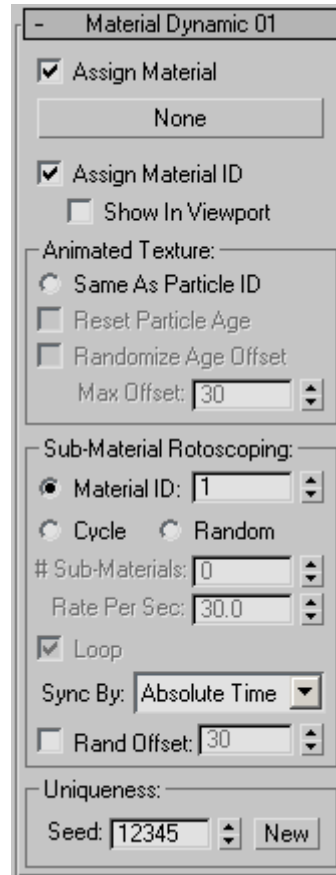 - Material Dynamic 01
Assign Material
None
Assign Material ID
Show In Viewport
Animated Texture:
Same As Particle ID
Reset Particle Age
Randomize Age Offset
Max Offset: 30
Sub-Material Rotoscoping:
Material ID: 1
Cycle Random
# Sub-Materials: 0
Rate Per Sec: 30.0
Loop
Sync By: Absolute Time
Rand Offset: 30
Uniqueness:
Seed: 12345 New